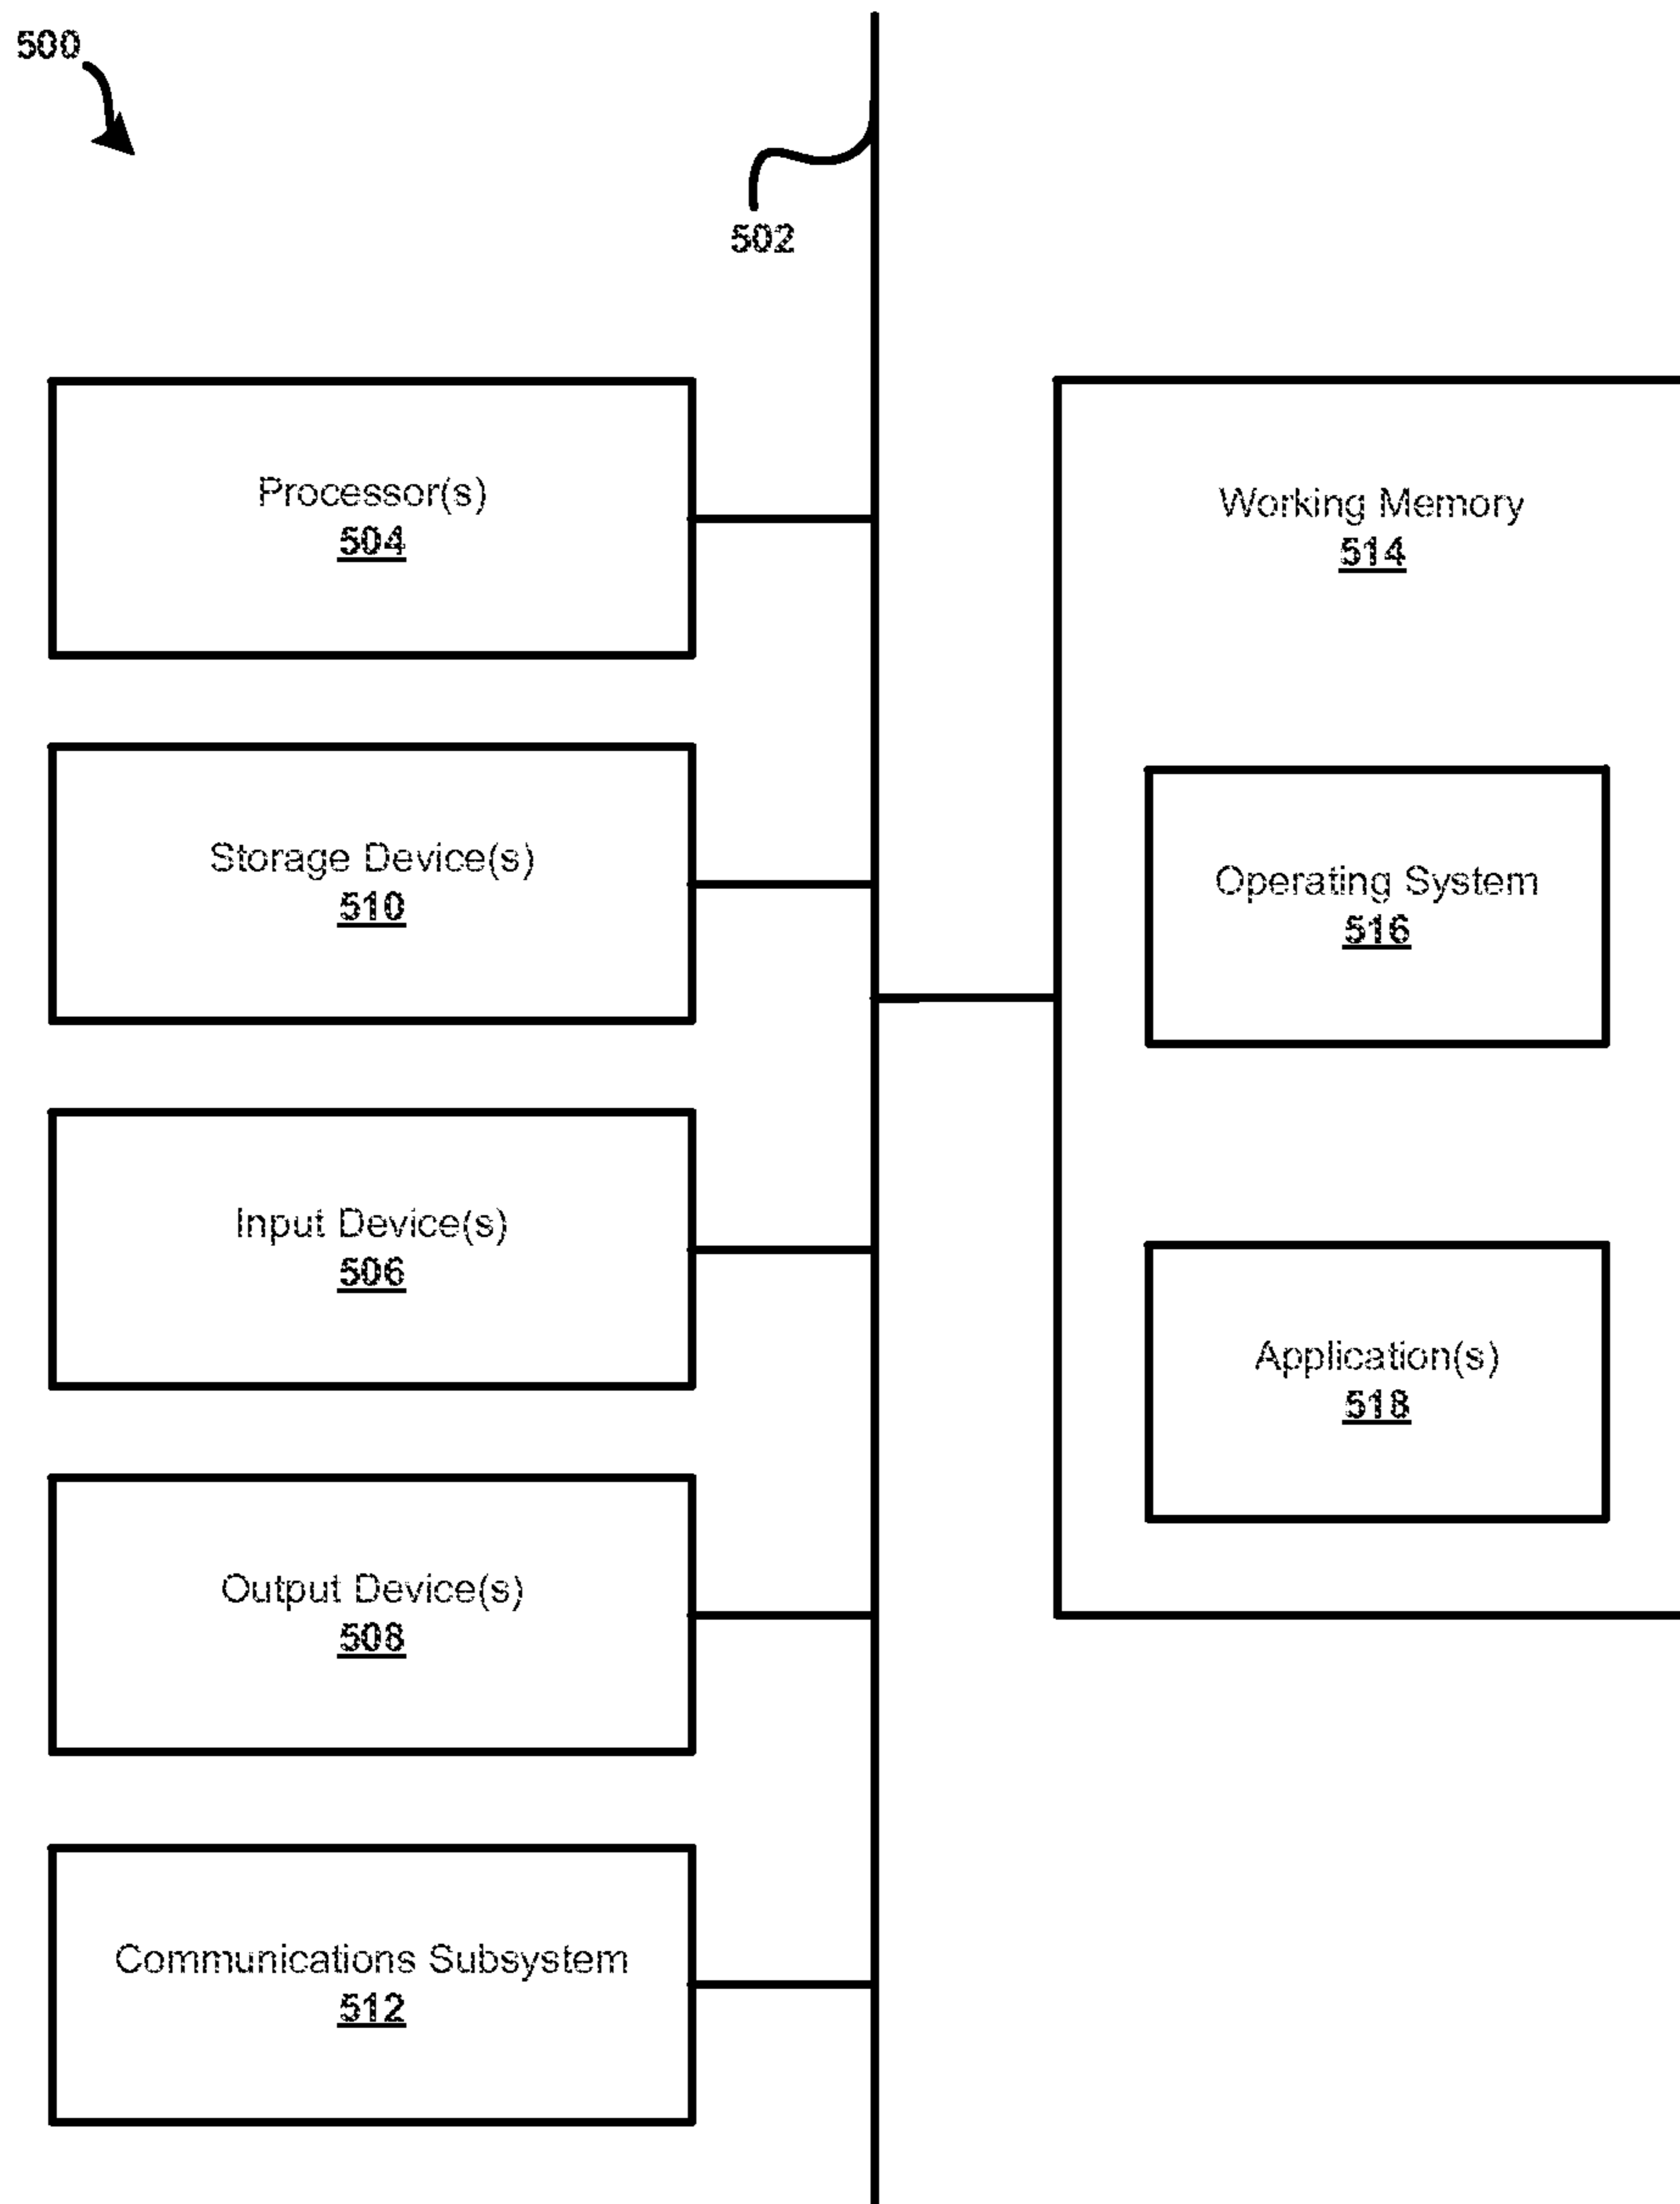 500
502
Processor(s)
504
Storage Device(s)
510
Input Device(s)
506
Output Device(s)
508
Communications Subsystem
512
Working Memory
514
Operating System
516
Application(s)
518